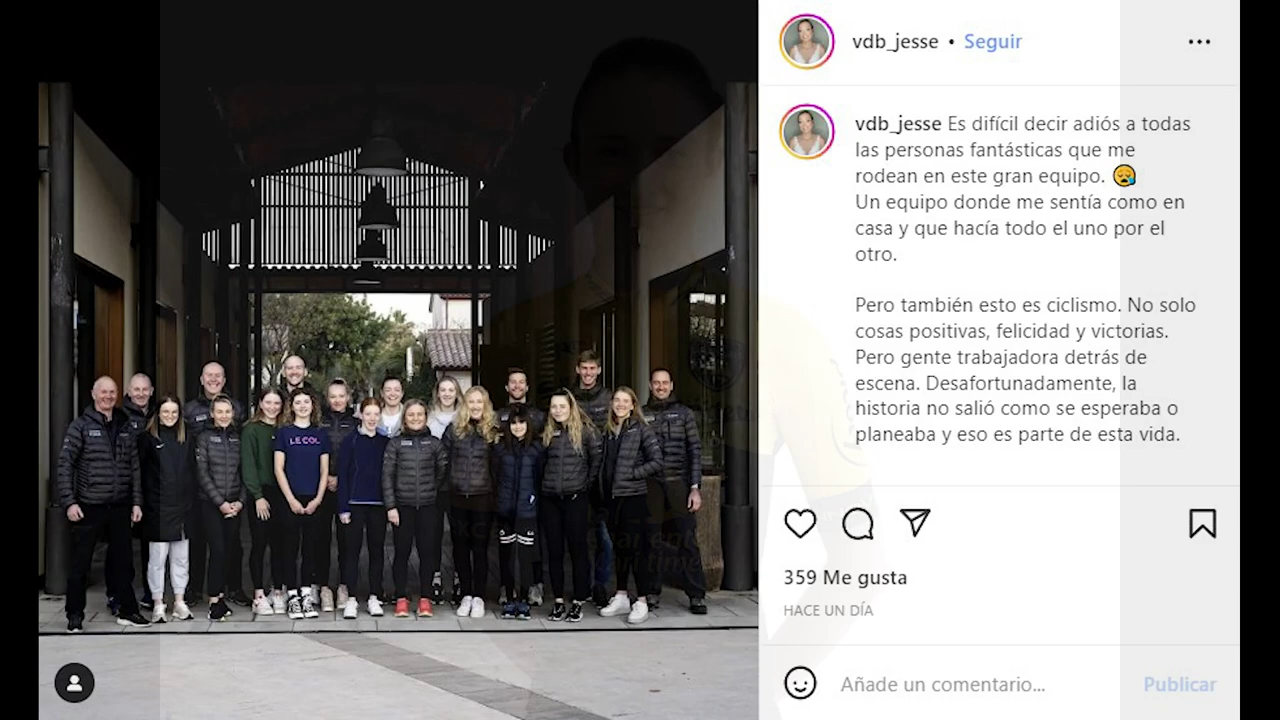 vdb_jesse • Seguir
vdb_jesse Es difícil decir adiós a todas
las personas fantásticas que me
rodean en este gran equipo. 😪
Un equipo donde me sentía como en
casa y que hacía todo el uno por el
otro.
Pero también esto es ciclismo. No solo
cosas positivas, felicidad y victorias.
Pero gente trabajadora detrás de
escena. Desafortunadamente, la
historia no salió como se esperaba o
planeaba y eso es parte de esta vida.
359 Me gusta
HACE UN DÍA
Añade un comentario... Publicar
LE COL